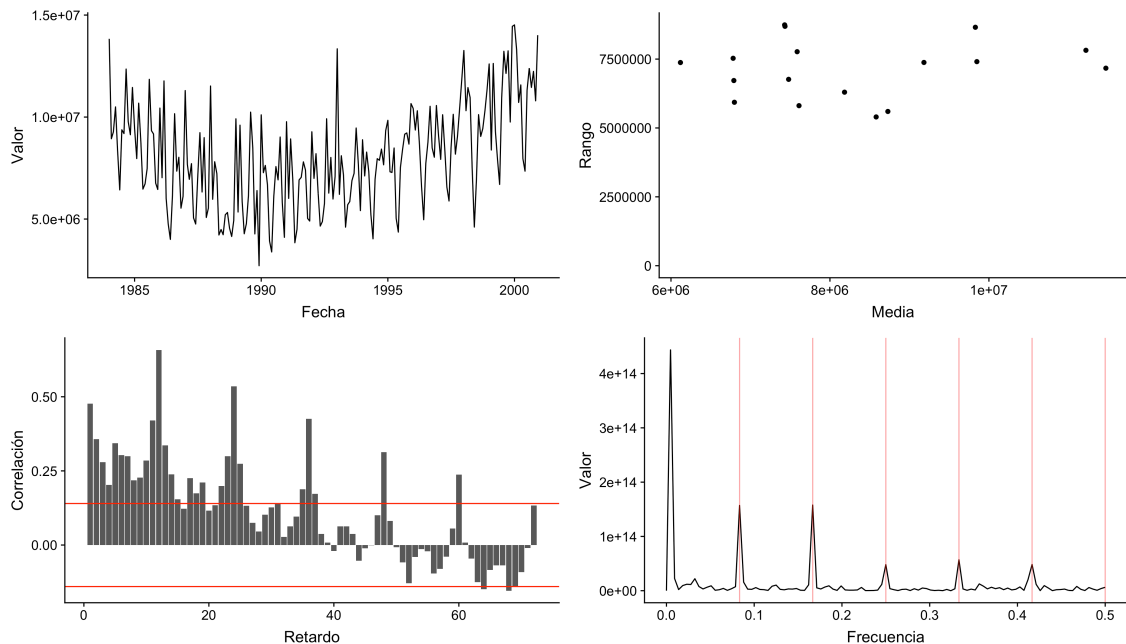 1.5e+07
1.0e+07
5.0e+06
Valor
1985
1990
1995
2000
Fecha
7500000
5000000
2500000
0
Rango
6e+06
8e+06
1e+07
Media
0.50
0.25
0.00
Correlación
0
20
40
60
Retardo
4e+14
3e+14
2e+14
1e+14
0e+00
Valor
0.0
0.1
0.2
0.3
0.4
0.5
Frecuencia